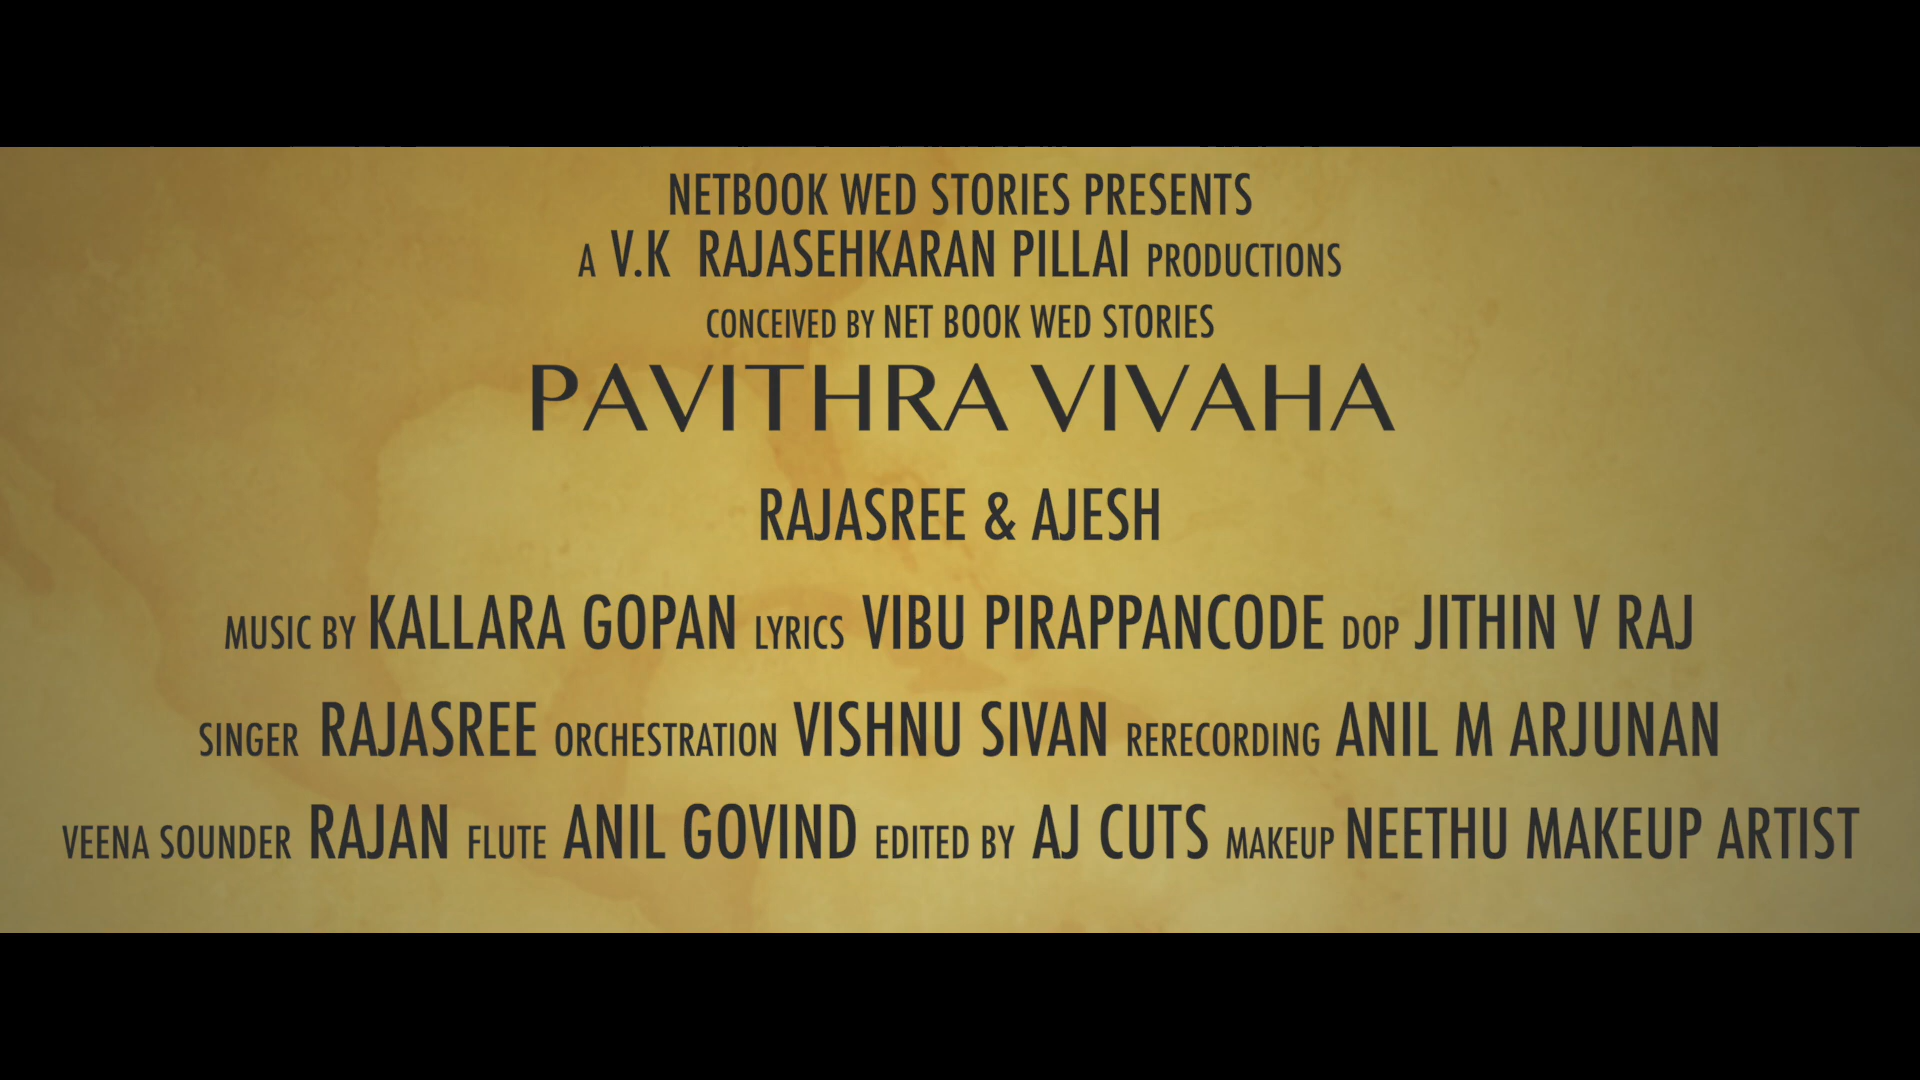 NETBOOK WED STORIES PRESENTS
A V.K RAJASEHKARAN PILLAI PRODUCTIONS
CONCEIVED BY NET BOOK WED STORIES
PAVITHRA VIVAHA
RAJASREE & AJESH
MUSIC BY KALLARA GOPAN LYRICS VIBU PIRAPPANCODE DOP JITHIN V RAJ
SINGER RAJASREE ORCHESTRATION VISHNU SIVAN RERECORDING ANIL M ARJUNAN
VEENA SOUNDER RAJAN FLUTE ANIL GOVIND EDITED BY AJ CUTS MAKEUP NEETHU MAKEUP ARTIST